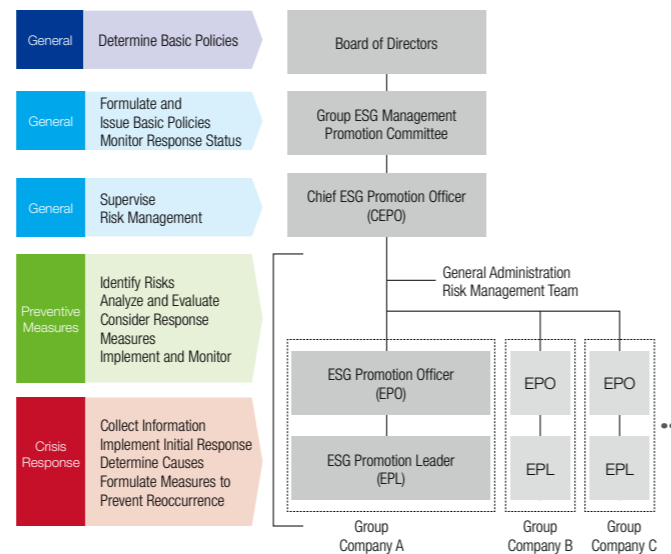 General
Determine Basic Policies
Board of Directors
General
Formulate and
Issue Basic Policies
Monitor Response Status
Group ESG Management
Promotion Committee
General
Supervise
Risk Management
Chief ESG Promotion Officer
(CEPO)
General Administration
Risk Management Team
Preventive
Measures
Identify Risks
Analyze and Evaluate
Consider Response
Measures
Implement and Monitor
ESG Promotion Officer
(EPO)
EPO
EPO
Crisis
Response
Collect Information
Implement Initial Response
Determine Causes
Formulate Measures to
Prevent Reoccurrence
ESG Promotion Leader
(EPL)
EPL
EPL
Group
Company A
Group
Company B
Group
Company C